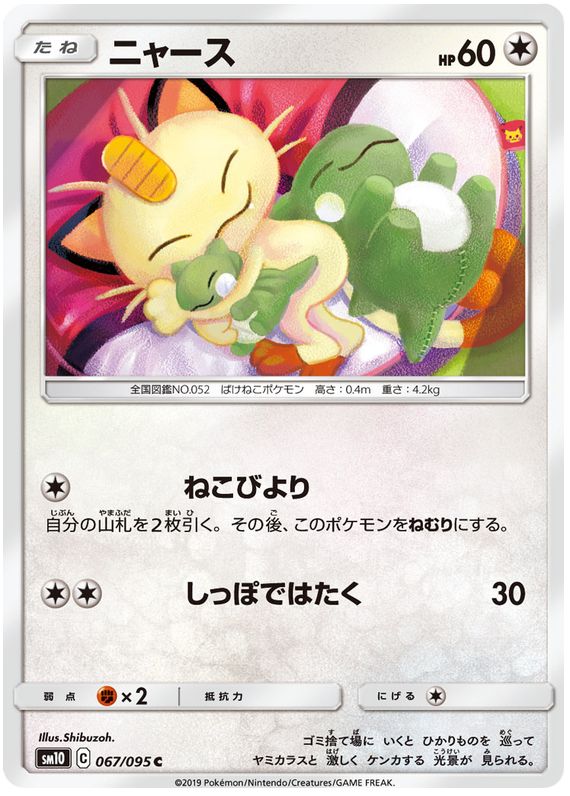 たね ニャース HP60
全国図鑑NO.052 ばけねこポケモン 高さ：0.4m 重さ：4.2kg
ねこびより
自分の山札を2枚引く。その後、このポケモンをねむりにする。
しっぽではたく 30
弱点 ×2 抵抗力 にげる
Illus.Shibuzoh.
sm10 C 067/095 C
ゴミ捨て場に いくと ひかりものを 巡って
ヤミカラスと 激しく ケンカする 光景が 見られる。
©2019 Pokémon/Nintendo/Creatures/GAME FREAK.